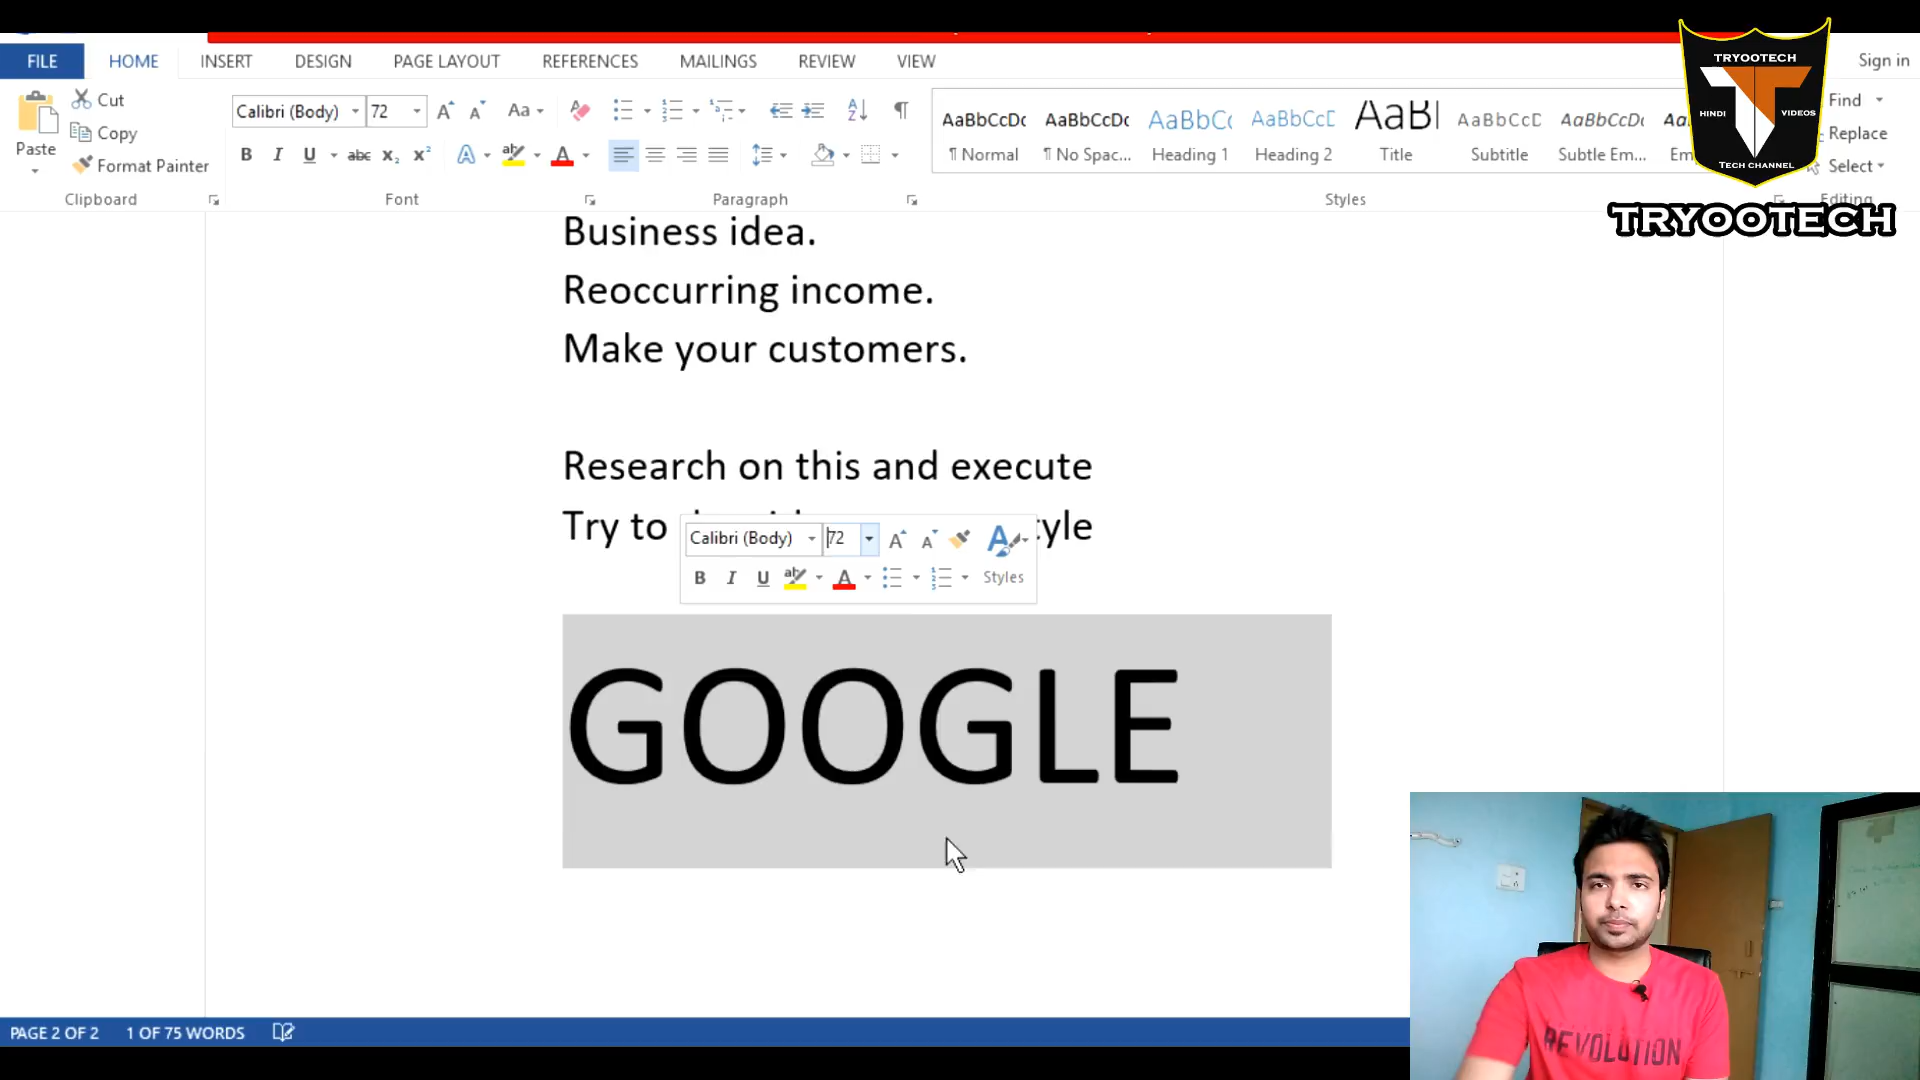 FILE HOME INSERT DESIGN PAGE LAYOUT REFERENCES MAILINGS REVIEW VIEW Sign in
Cut
Copy
Format Painter
Paste
Clipboard
Calibri (Body) 72
Font
Paragraph
AaBbCcDc AaBbCcDc AaBbC AaBbCcD AaB AaBbCcD AaBbCcDc
¶ Normal ¶ No Spac... Heading 1 Heading 2 Title Subtitle Subtle Em...
Styles
Find
Replace
Select
Editing
TRYOOTECH
HINDI VIDEOS
TECH CHANNEL
TRYOOTECH
Business idea.
Reoccurring income.
Make your customers.
Research on this and execute
Try to
Calibri (Body) 72
B I U Styles
GOOGLE
REVOLUTION
PAGE 2 OF 2 1 OF 75 WORDS